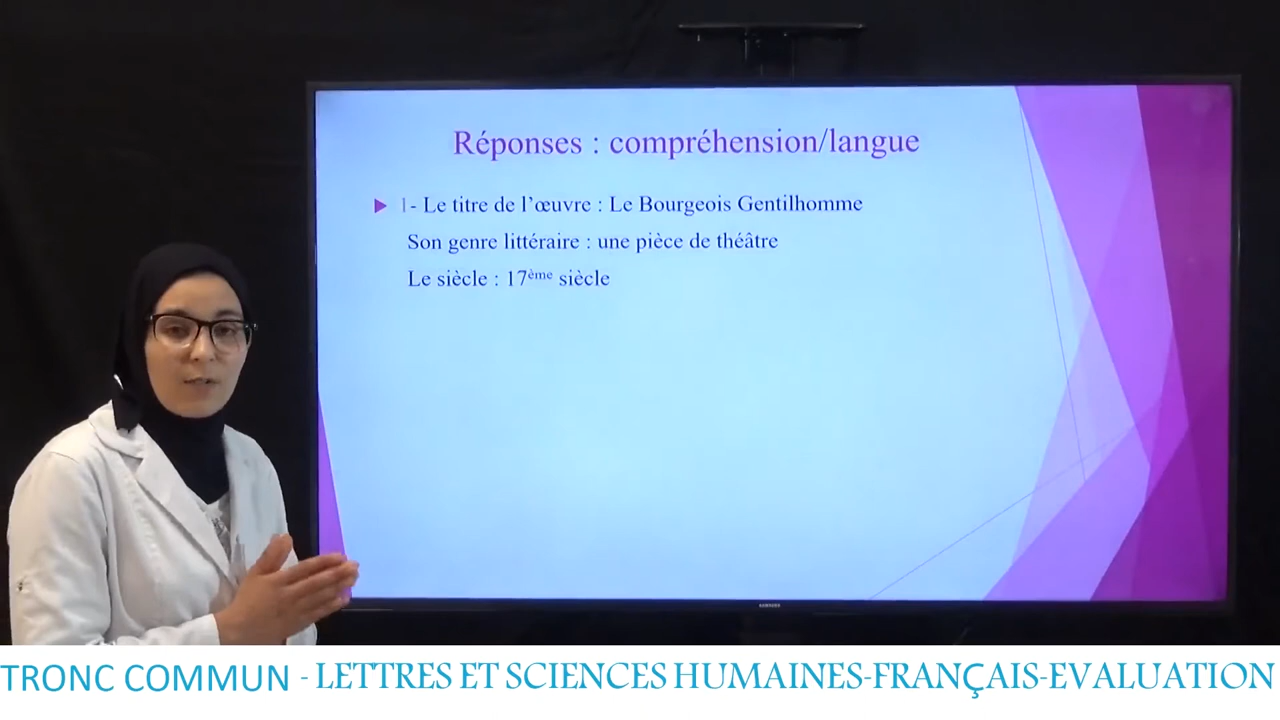 Réponses : compréhension/langue
1- Le titre de l'œuvre : Le Bourgeois Gentilhomme
Son genre littéraire : une pièce de théâtre
Le siècle : 17ème siècle
SAMSUNG
TRONC COMMUN - LETTRES ET SCIENCES HUMAINES-FRANÇAIS-EVALUATION